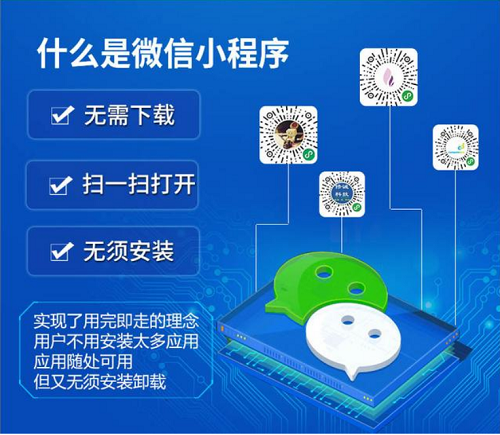 什么是微信小程序
无需下载
扫一扫打开
无须安装
实现了用完即走的理念
用户不用安装太多应用
应用随处可用
但又无须安装卸载
科技